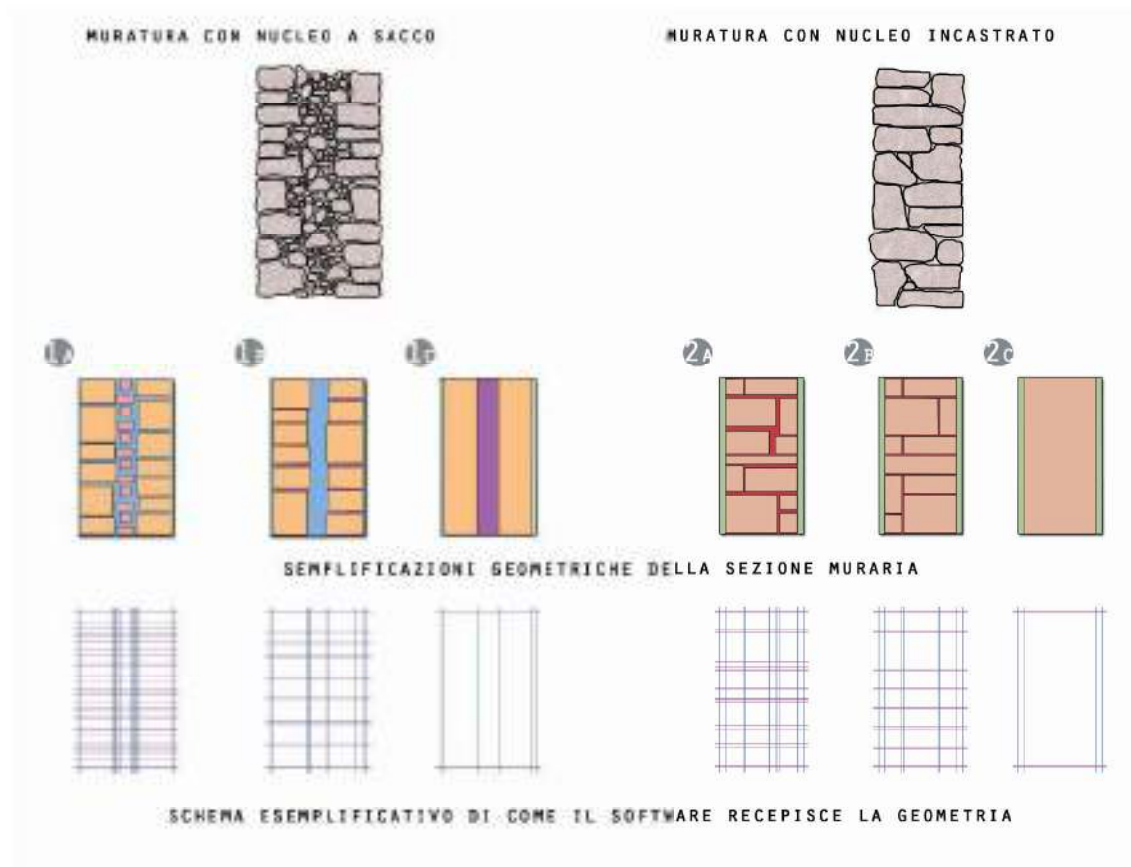 MURATURA CON NUCLEO A SACCO
MURATURA CON NUCLEO INCASTRATO
1A
1B
1C
2A
2B
2C
SEMPLIFICAZIONI GEOMETRICHE DELLA SEZIONE MURARIA
SCHEMA ESEMPLIFICATIVO DI COME IL SOFTWARE RECEPISCE LA GEOMETRIA